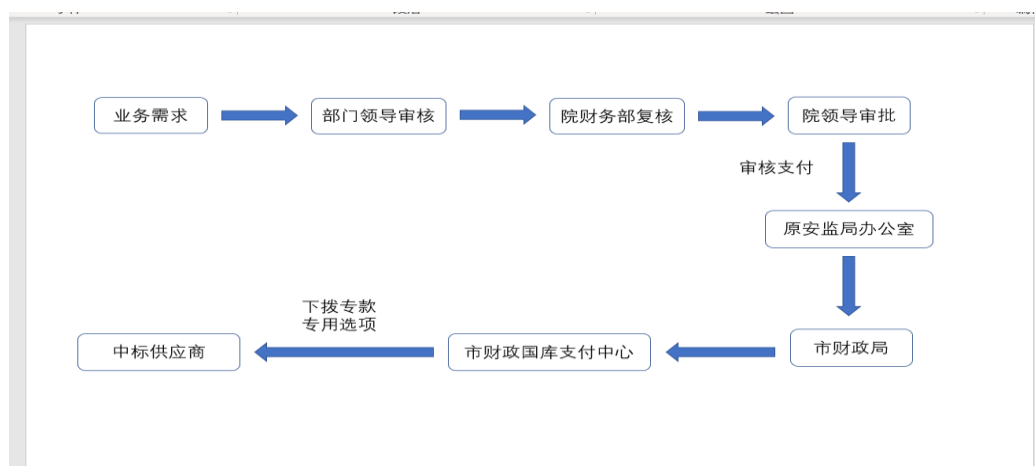 业务需求
部门领导审核
院财务部复核
院领导审批
审核支付
原安监局办公室
下拨专款
专用选项
中标供应商
市财政国库支付中心
市财政局